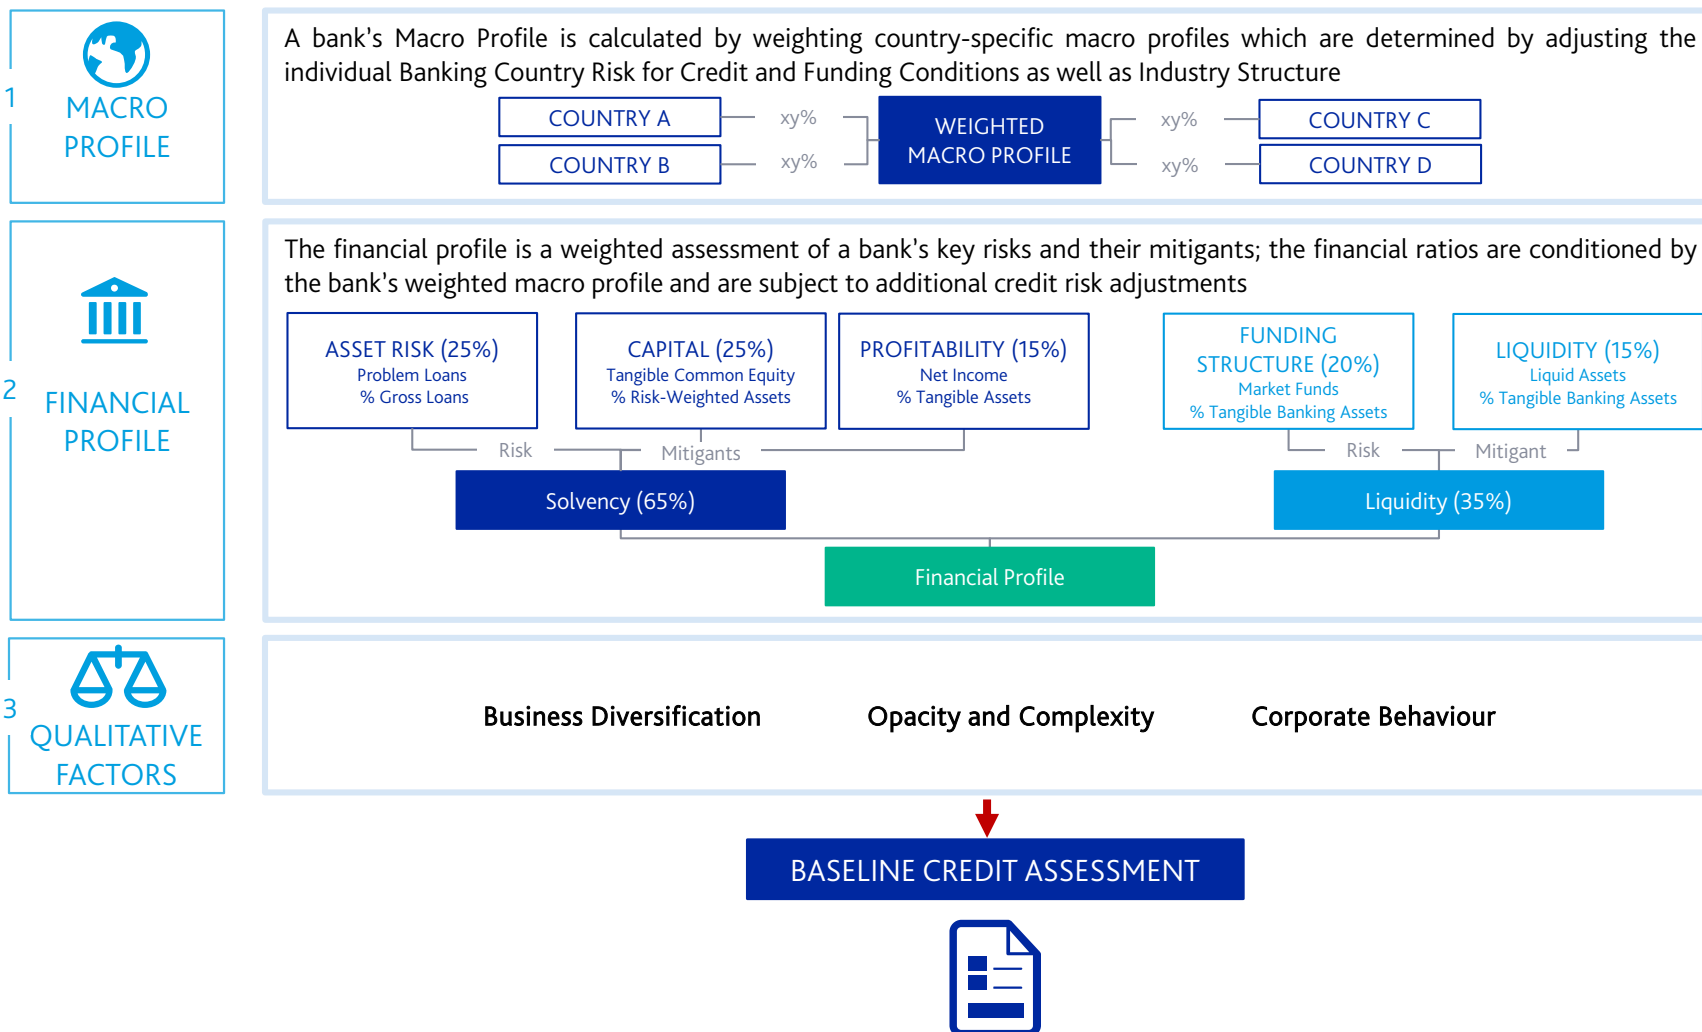 1
MACRO
PROFILE
A bank's Macro Profile is calculated by weighting country-specific macro profiles which are determined by adjusting the
individual Banking Country Risk for Credit and Funding Conditions as well as Industry Structure
COUNTRY A
xy%
WEIGHTED
MACRO PROFILE
xy%
COUNTRY C
COUNTRY B
xy%
xy%
COUNTRY D
2
FINANCIAL
PROFILE
The financial profile is a weighted assessment of a bank's key risks and their mitigants; the financial ratios are conditioned by
the bank's weighted macro profile and are subject to additional credit risk adjustments
ASSET RISK (25%)
Problem Loans
% Gross Loans
CAPITAL (25%)
Tangible Common Equity
% Risk-Weighted Assets
PROFITABILITY (15%)
Net Income
% Tangible Assets
FUNDING
STRUCTURE (20%)
Market Funds
% Tangible Banking Assets
LIQUIDITY (15%)
Liquid Assets
% Tangible Banking Assets
Risk
Mitigants
Risk
Mitigant
Solvency (65%)
Liquidity (35%)
Financial Profile
3
QUALITATIVE
FACTORS
Business Diversification
Opacity and Complexity
Corporate Behaviour
BASELINE CREDIT ASSESSMENT